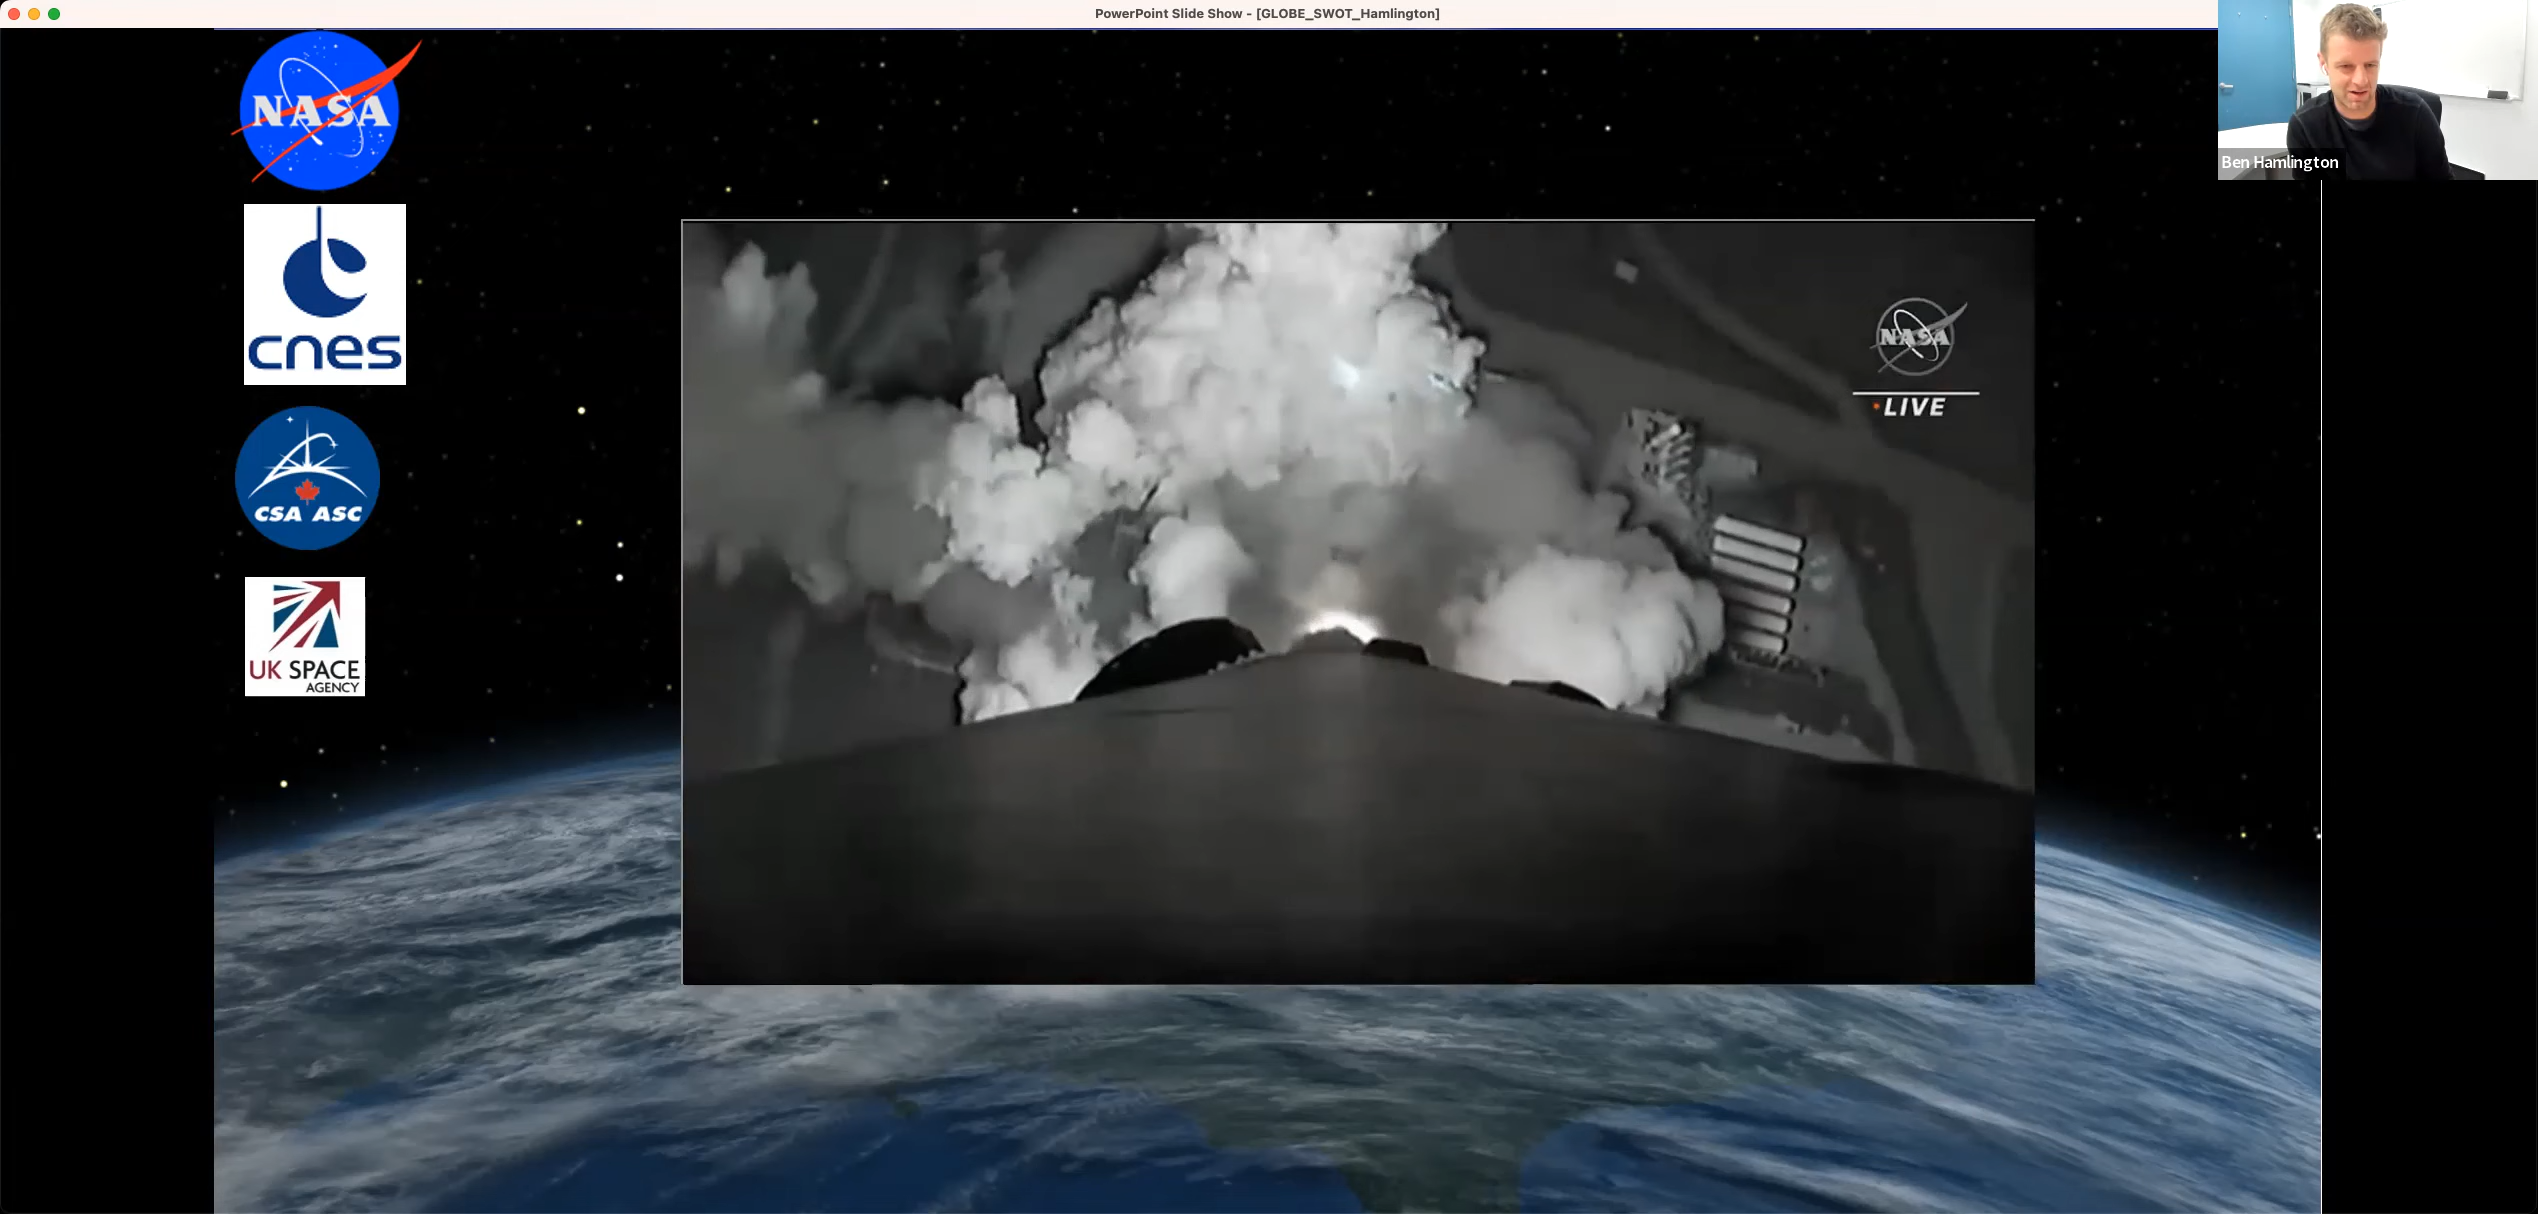 PowerPoint Slide Show - [GLOBE_SWOT_Hamlington]
NASA
cnes
CSA ASC
UK SPACE
AGENCY
NASA
LIVE
Ben Hamlington